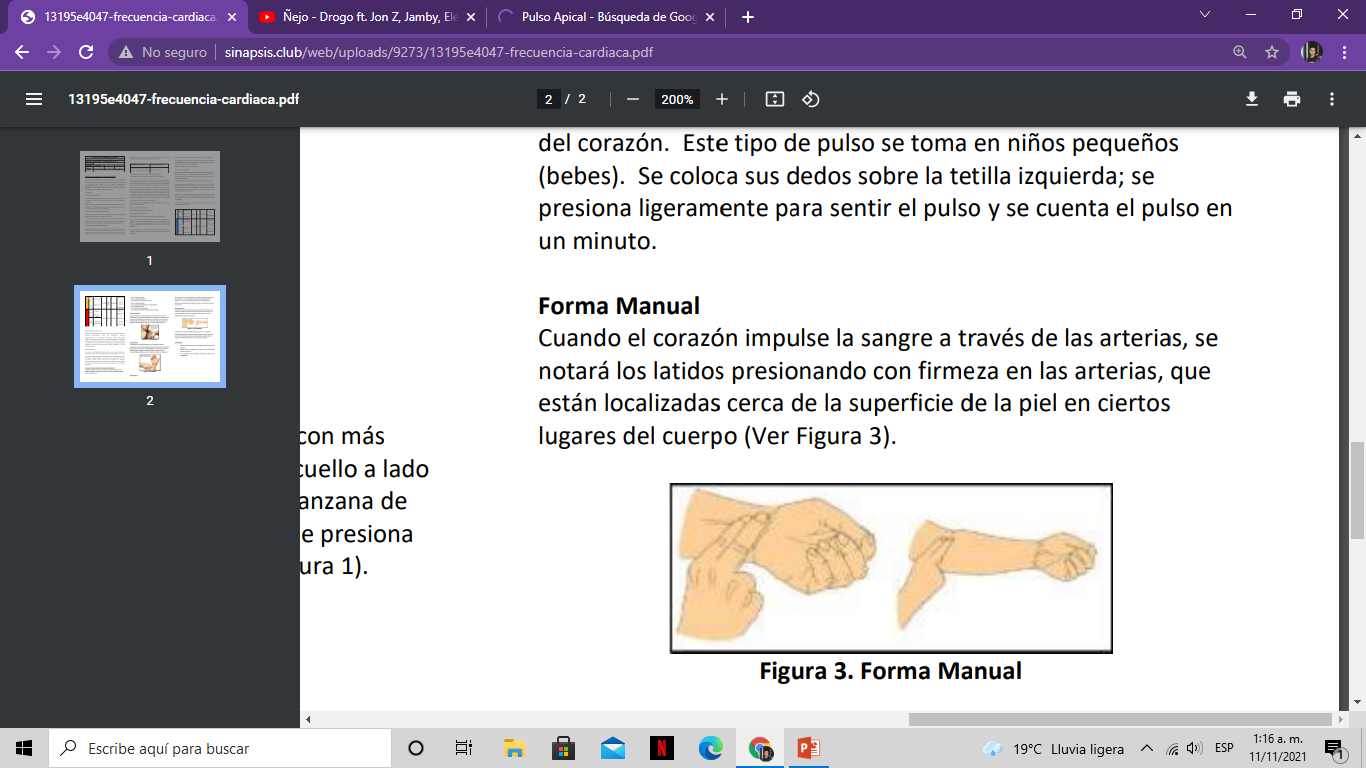 13195e4047-frecuencia-cardiaca.
Ñejo - Drogo ft. Jon Z, Jamby, Ele
Pulso Apical - Búsqueda de Goog
No seguro
sinapsis.club/web/uploads/9273/13195e4047-frecuencia-cardiaca.pdf
13195e4047-frecuencia-cardiaca.pdf
2 / 2
200%
1
2
del corazón. Este tipo de pulso se toma en niños pequeños
(bebes). Se coloca sus dedos sobre la tetilla izquierda; se
presiona ligeramente para sentir el pulso y se cuenta el pulso en
un minuto.
Forma Manual
Cuando el corazón impulse la sangre a través de las arterias, se
notará los latidos presionando con firmeza en las arterias, que
están localizadas cerca de la superficie de la piel en ciertos
lugares del cuerpo (Ver Figura 3).
con más
cuello a lado
anzana de
e presiona
ura 1).
Figura 3. Forma Manual
Escribe aquí para buscar
19°C Lluvia ligera
ESP
1:16 a. m.
11/11/2021
1